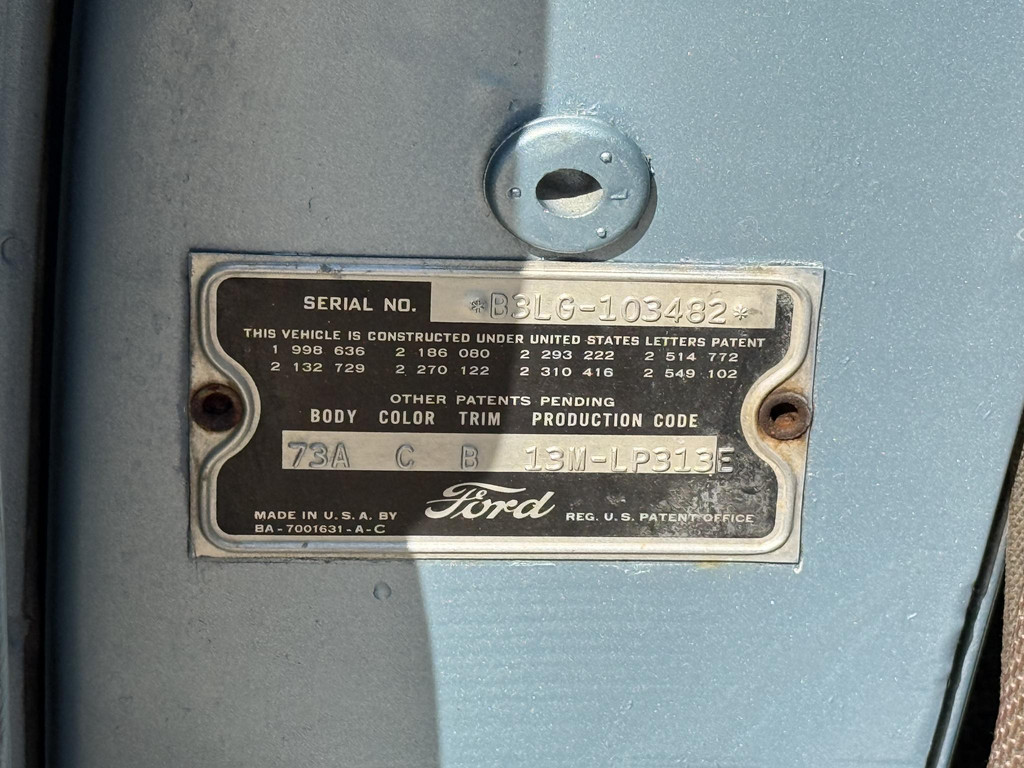 SERIAL NO. *B3LG-103482*
THIS VEHICLE IS CONSTRUCTED UNDER UNITED STATES LETTERS PATENT
1 998 636 2 186 080 2 293 222 2 514 772
2 132 729 2 270 122 2 310 416 2 549 102
OTHER PATENTS PENDING
BODY COLOR TRIM PRODUCTION CODE
73A C B 13M-LP313E
MADE IN U.S.A. BY Ford REG. U.S. PATENT OFFICE
BA-7001631-A-C